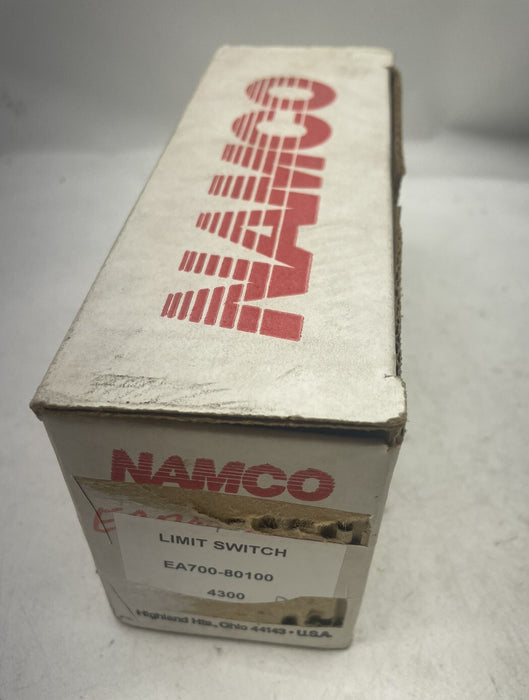 NAMCO
NAMCO
LIMIT SWITCH
EA700-80100
4300
Highland Hts., Ohio 44143 • U.S.A.